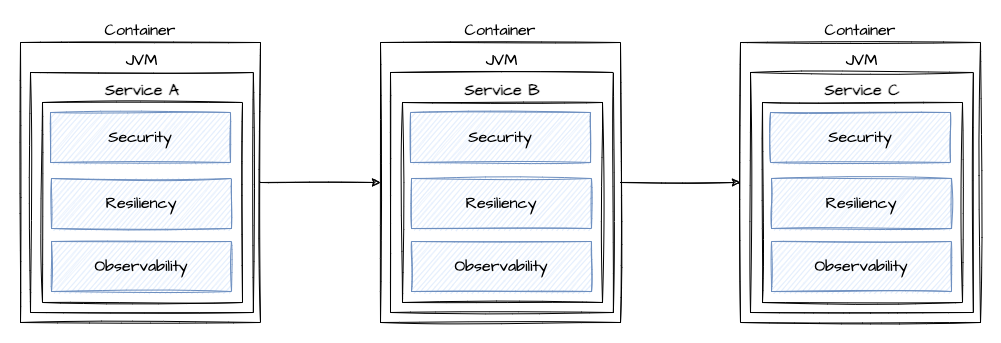 Container
JVM
Service A
Security
Resiliency
Observability
Container
JVM
Service B
Security
Resiliency
Observability
Container
JVM
Service C
Security
Resiliency
Observability